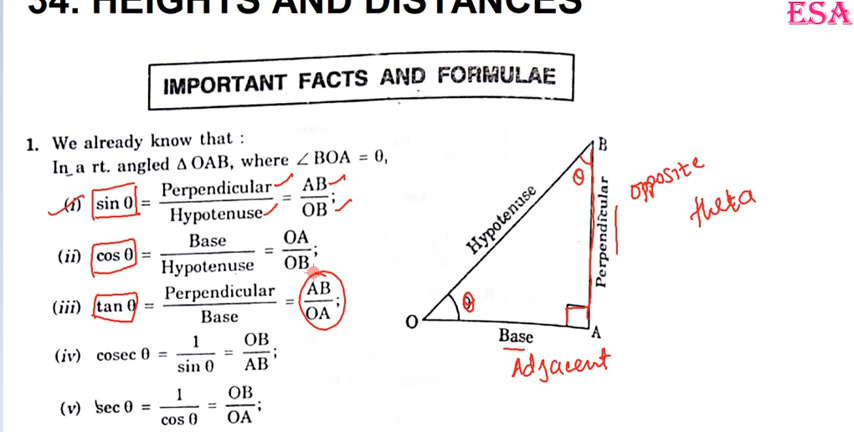 34. HEIGHTS AND DISTANCES
ESA
IMPORTANT FACTS AND FORMULAE
1. We already know that :
In a rt. angled Δ OAB, where ∠ BOA = θ,
(i) sin θ = Perpendicular / Hypotenuse = AB / OB ;
(ii) cos θ = Base / Hypotenuse = OA / OB ;
(iii) tan θ = Perpendicular / Base = AB / OA ;
(iv) cosec θ = 1 / sin θ = OB / AB ;
(v) sec θ = 1 / cos θ = OB / OA ;
B
θ
Hypotenuse
Perpendicular
opposite
theta
θ
O
A
Base
Adjacent